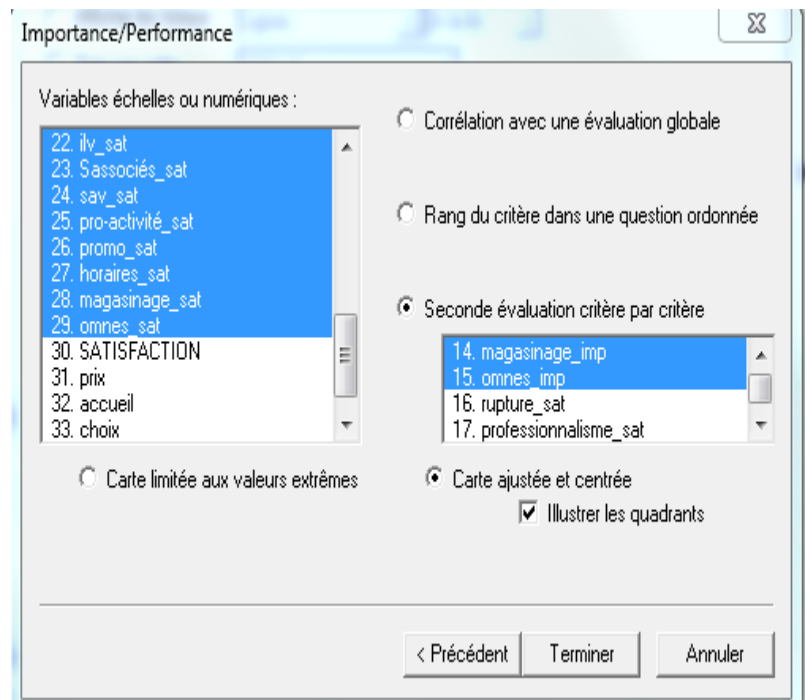 Importance/Performance
Variables échelles ou numériques :
22. ilv_sat
23. Sassociés_sat
24. sav_sat
25. pro-activité_sat
26. promo_sat
27. horaires_sat
28. magasinage_sat
29. omnes_sat
30. SATISFACTION
31. prix
32. accueil
33. choix
Carte limitée aux valeurs extrêmes
Corrélation avec une évaluation globale
Rang du critère dans une question ordonnée
Seconde évaluation critère par critère
14. magasinage_imp
15. omnes_imp
16. rupture_sat
17. professionnalisme_sat
Carte ajustée et centrée
Illustrer les quadrants
< Précédent
Terminer
Annuler